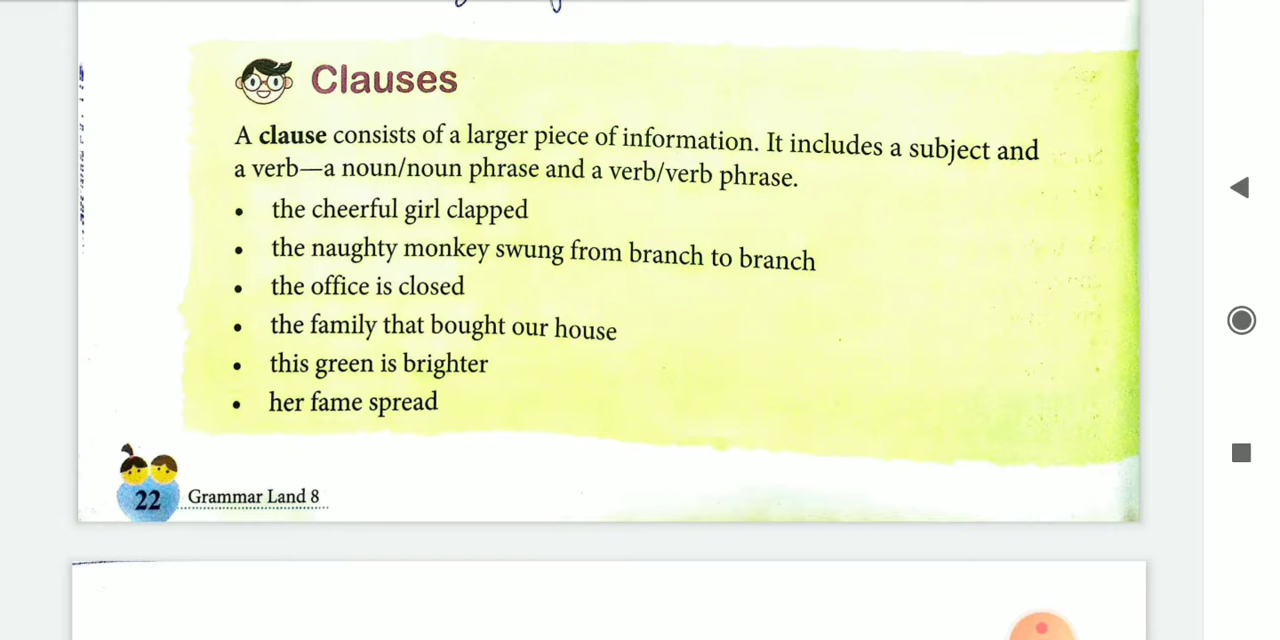 Clauses
A clause consists of a larger piece of information. It includes a subject and
a verb—a noun/noun phrase and a verb/verb phrase.
• the cheerful girl clapped
• the naughty monkey swung from branch to branch
• the office is closed
• the family that bought our house
• this green is brighter
• her fame spread
22 Grammar Land 8